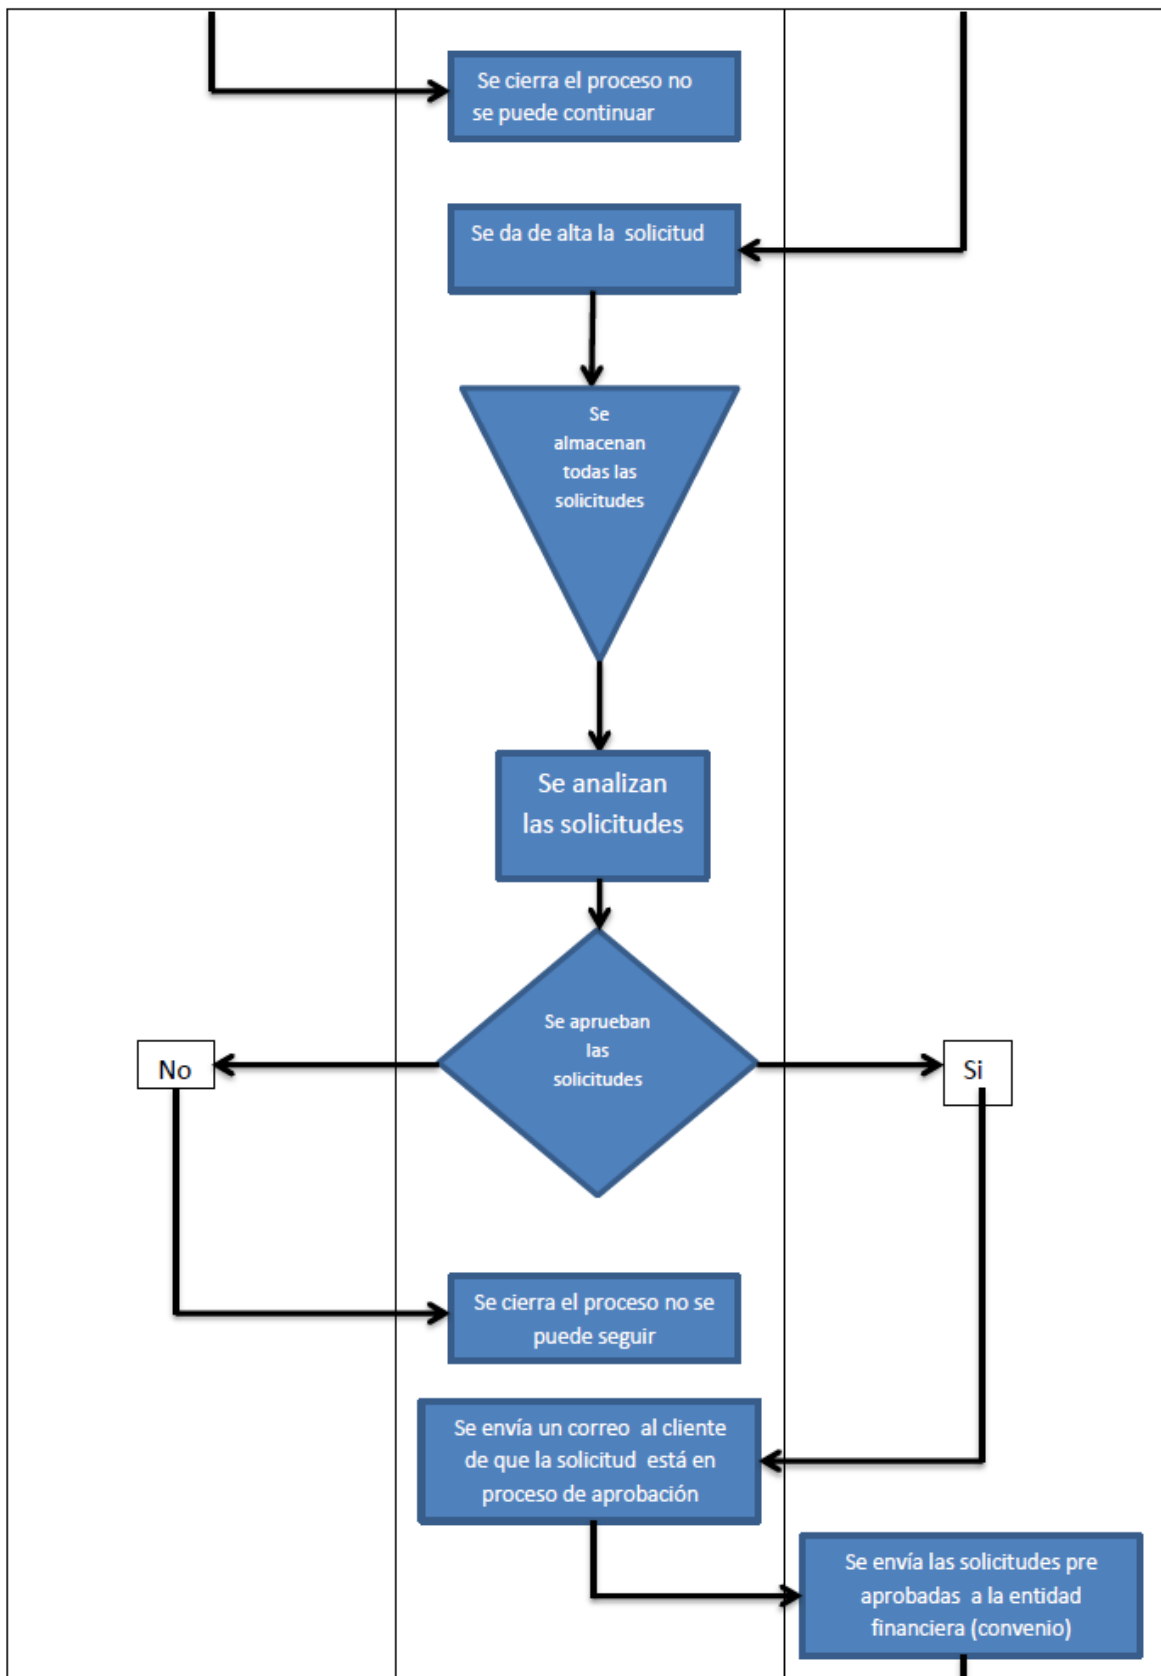 Se cierra el proceso no
se puede continuar
Se da de alta la solicitud
Se
almacenan
todas las
solicitudes
Se analizan
las solicitudes
Se aprueban
las
solicitudes
No
Si
Se cierra el proceso no se
puede seguir
Se envía un correo al cliente
de que la solicitud está en
proceso de aprobación
Se envía las solicitudes pre
aprobadas a la entidad
financiera (convenio)